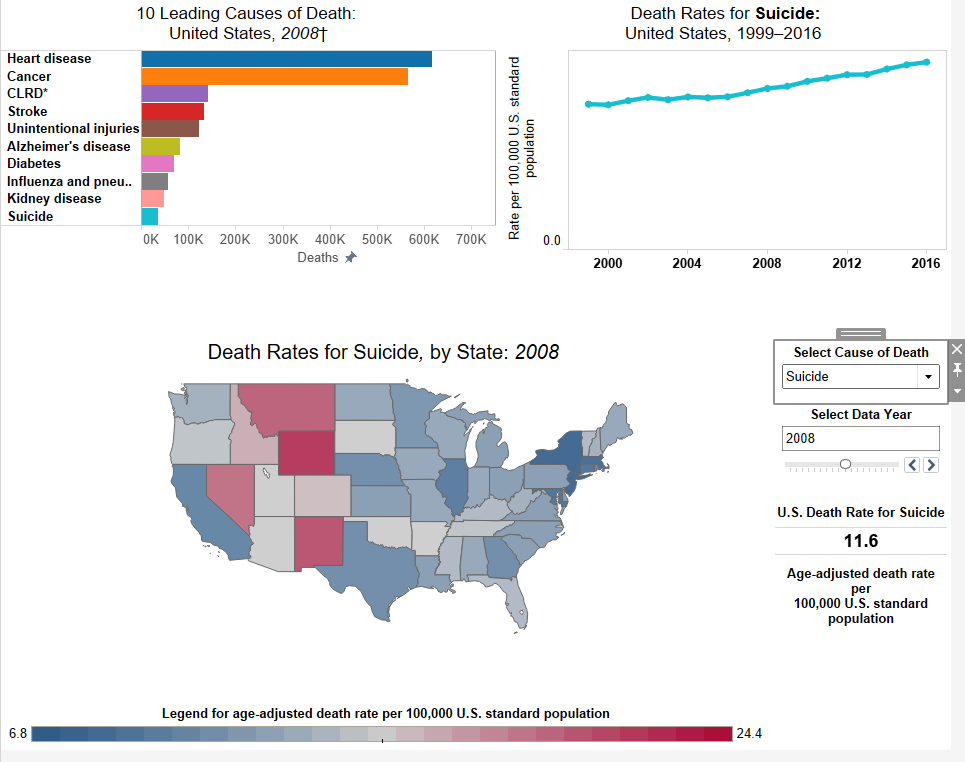 10 Leading Causes of Death:
United States, 2008†
Heart disease
Cancer
CLRD*
Stroke
Unintentional injuries
Alzheimer's disease
Diabetes
Influenza and pneu..
Kidney disease
Suicide
0K 100K 200K 300K 400K 500K 600K 700K
Deaths
Death Rates for Suicide:
United States, 1999–2016
Rate per 100,000 U.S. standard
population
0.0
2000 2004 2008 2012 2016
Death Rates for Suicide, by State: 2008
Select Cause of Death
Suicide
Select Data Year
2008
U.S. Death Rate for Suicide
11.6
Age-adjusted death rate
per
100,000 U.S. standard
population
Legend for age-adjusted death rate per 100,000 U.S. standard population
6.8 24.4